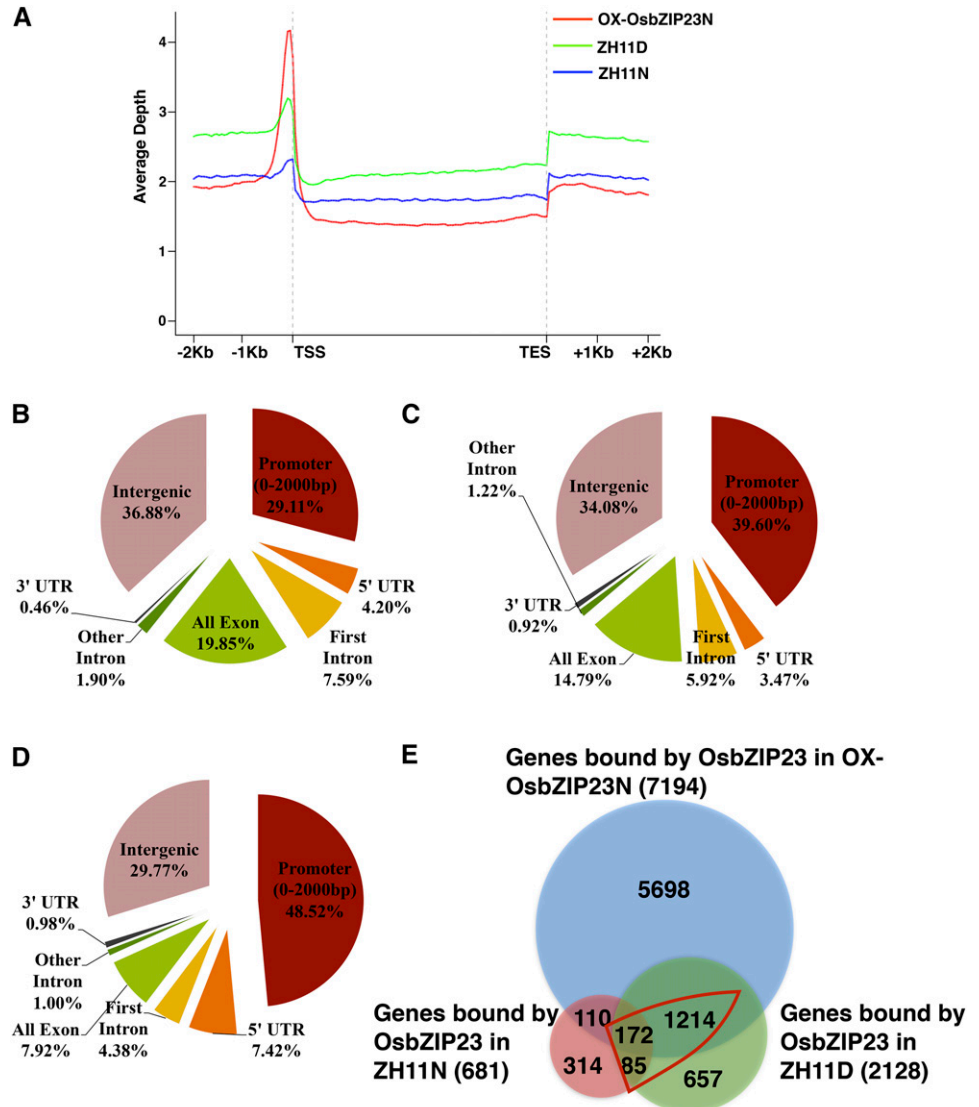 A
OX-OsbZIP23N
ZH11D
ZH11N
Average Depth
4
3
2
1
0
-2Kb
-1Kb
TSS
TES
+1Kb
+2Kb
B
Intergenic
36.88%
Promoter
(0-2000bp)
29.11%
3' UTR
0.46%
Other
Intron
1.90%
All Exon
19.85%
First
Intron
7.59%
5' UTR
4.20%
C
Other
Intron
1.22%
Intergenic
34.08%
Promoter
(0-2000bp)
39.60%
3' UTR
0.92%
All Exon
14.79%
First
Intron
5.92%
5' UTR
3.47%
D
Intergenic
29.77%
Promoter
(0-2000bp)
48.52%
3' UTR
0.98%
Other
Intron
1.00%
All Exon
7.92%
First
Intron
4.38%
5' UTR
7.42%
E
Genes bound by OsbZIP23 in OX-
OsbZIP23N (7194)
5698
110
172
1214
314
85
657
Genes bound by
OsbZIP23 in
ZH11N (681)
Genes bound by
OsbZIP23 in
ZH11D (2128)